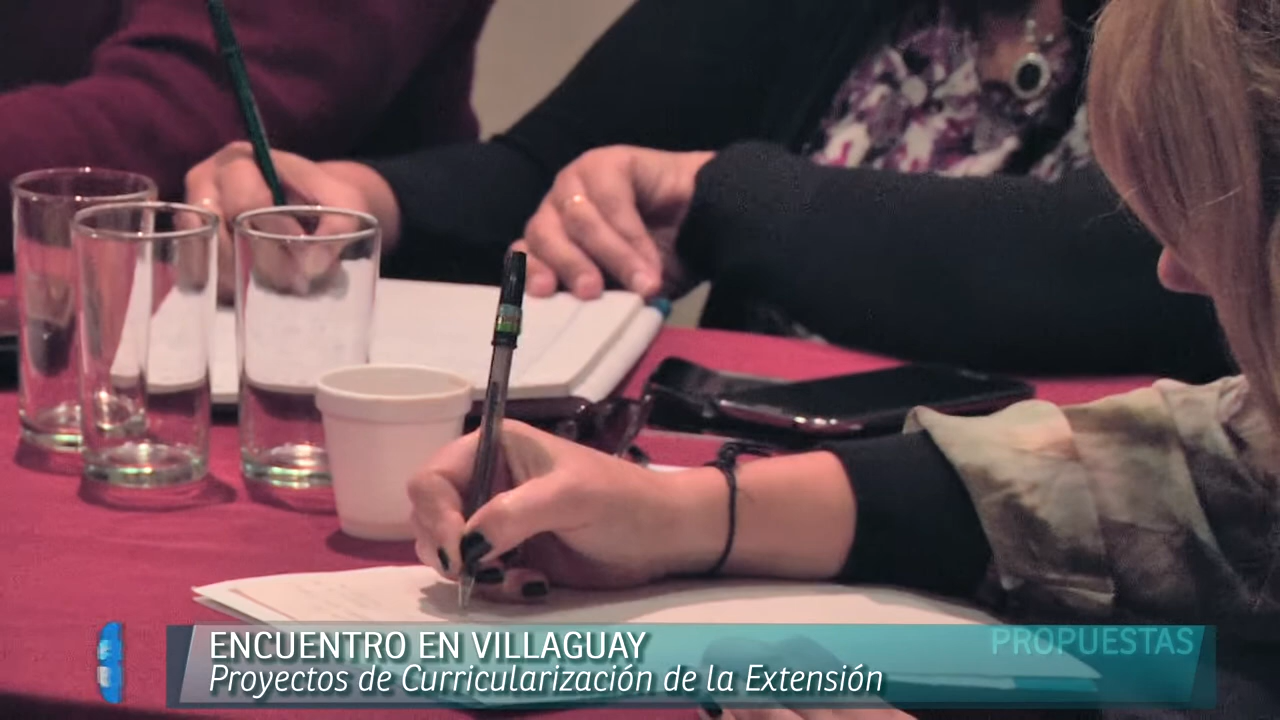 ENCUENTRO EN VILLAGUAY
PROPUESTAS
Proyectos de Curricularización de la Extensión